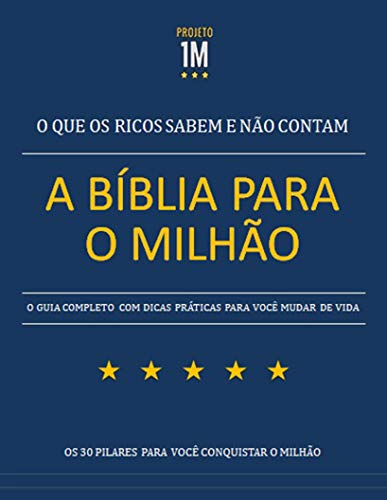 PROJETO
1M
O QUE OS RICOS SABEM E NÃO CONTAM
A BÍBLIA PARA
O MILHÃO
O GUIA COMPLETO COM DICAS PRÁTICAS PARA VOCÊ MUDAR DE VIDA
OS 30 PILARES PARA VOCÊ CONQUISTAR O MILHÃO